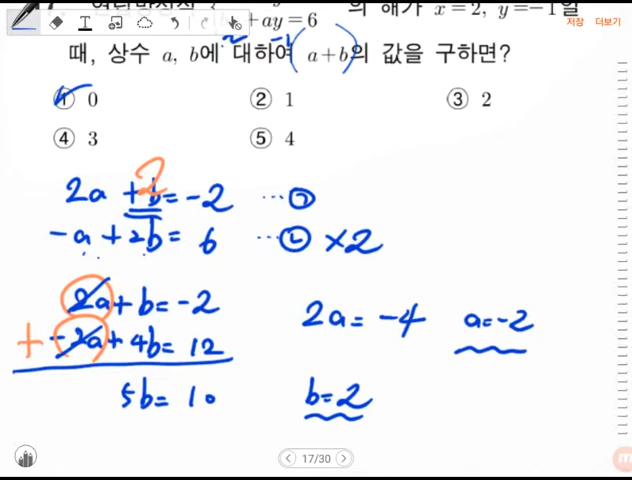 저장 더보기
+ay=6 의 해가 x=2, y=-1일
때, 상수 a, b에 대하여 (a+b)의 값을 구하면?
① 0 ② 1 ③ 2
④ 3 ⑤ 4
2
2a +b=-2 ···㉠
-a + 2b = 6 ···㉡ ×2
2a+b=-2
+ -2a+4b=12
2a=-4 a=-2
5b=10 b=2
17/30